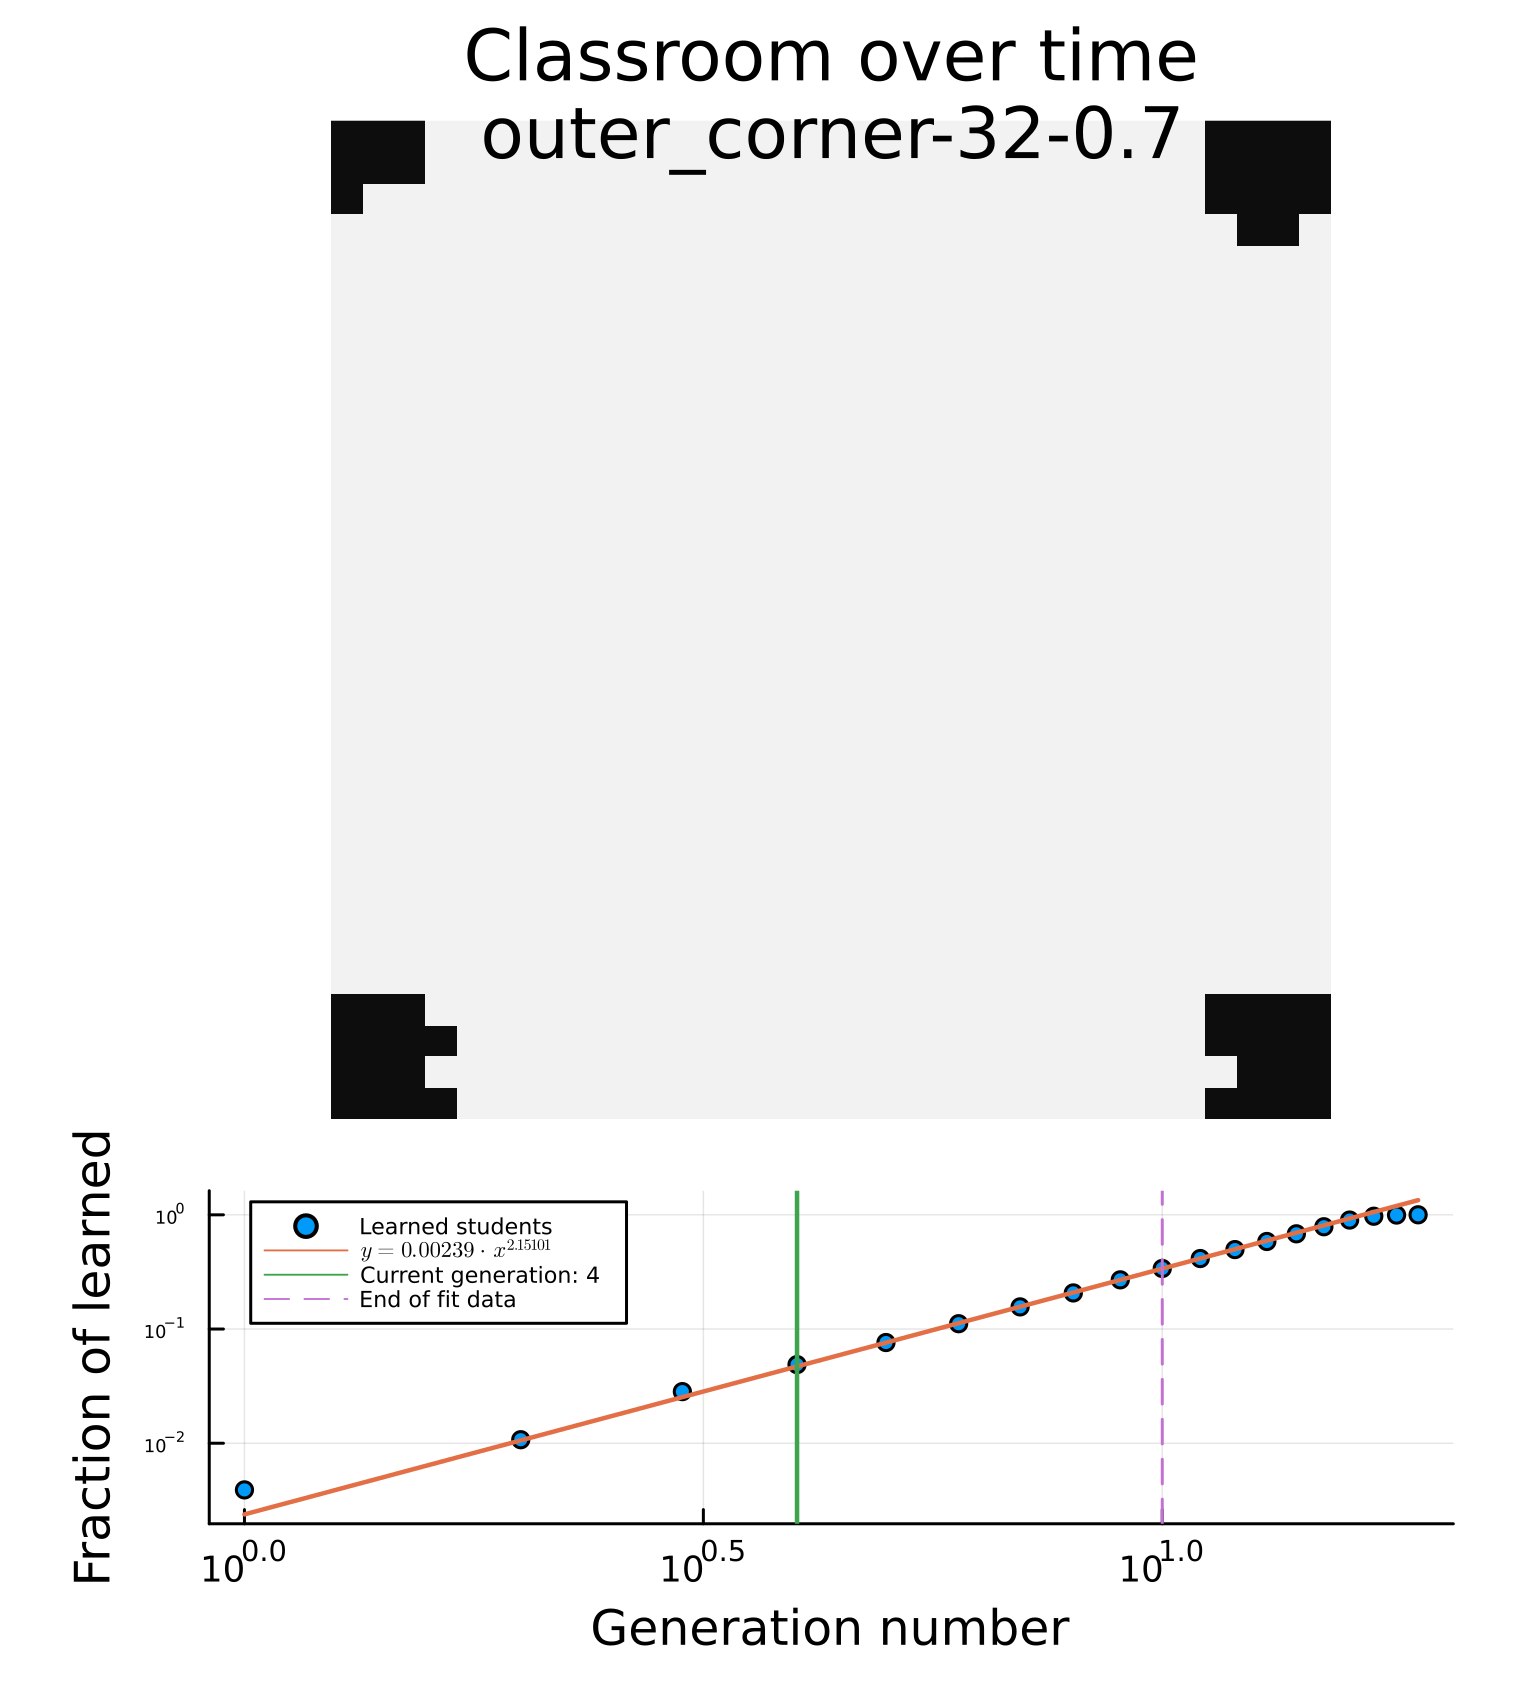 Classroom over time
outer_corner-32-0.7
Fraction of learned
10⁰
10⁻¹
10⁻²
Learned students
y = 0.00239 · x^2.15101
Current generation: 4
End of fit data
10^0.0
10^0.5
10^1.0
Generation number